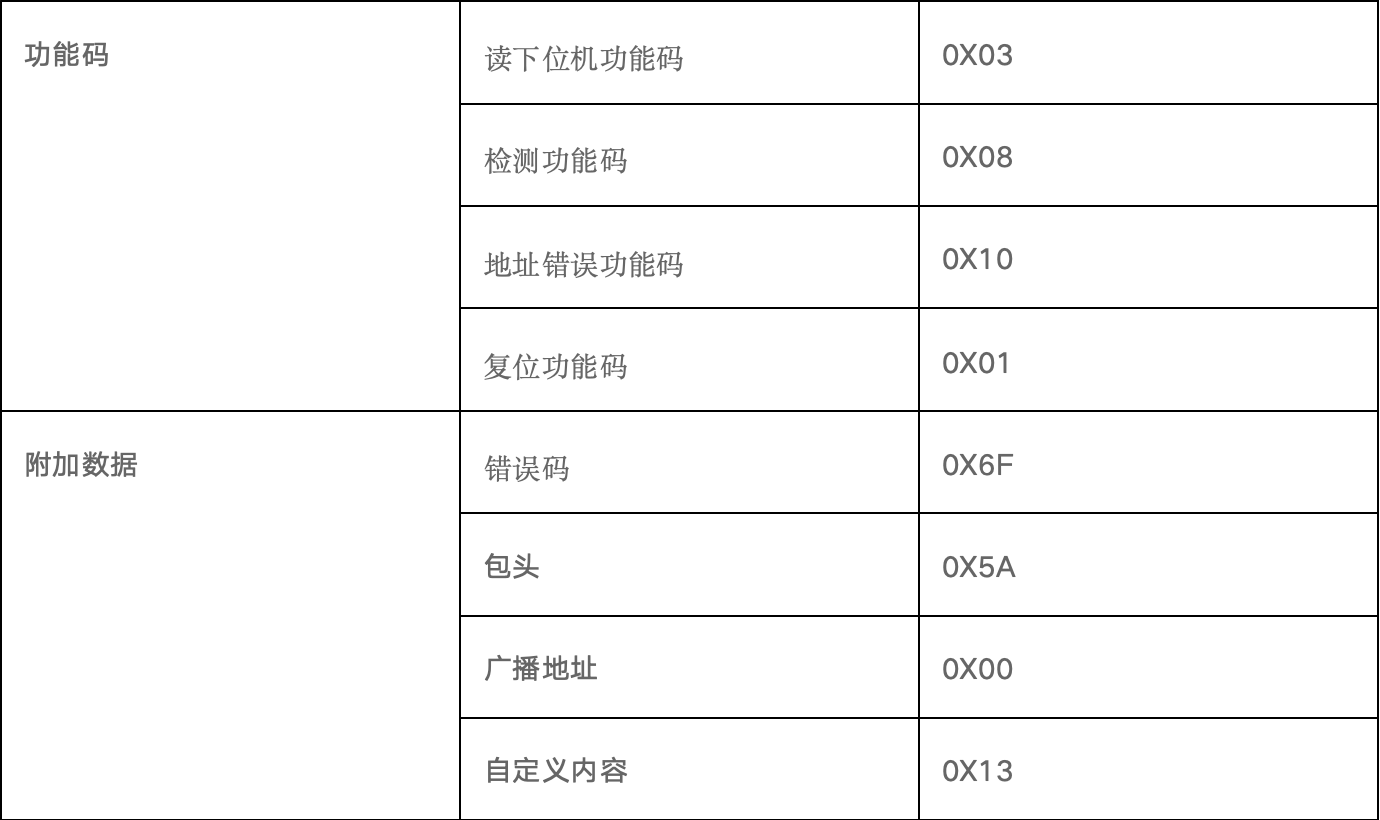 功能码
读下位机功能码
0X03
检测功能码
0X08
地址错误功能码
0X10
复位功能码
0X01
附加数据
错误码
0X6F
包头
0X5A
广播地址
0X00
自定义内容
0X13